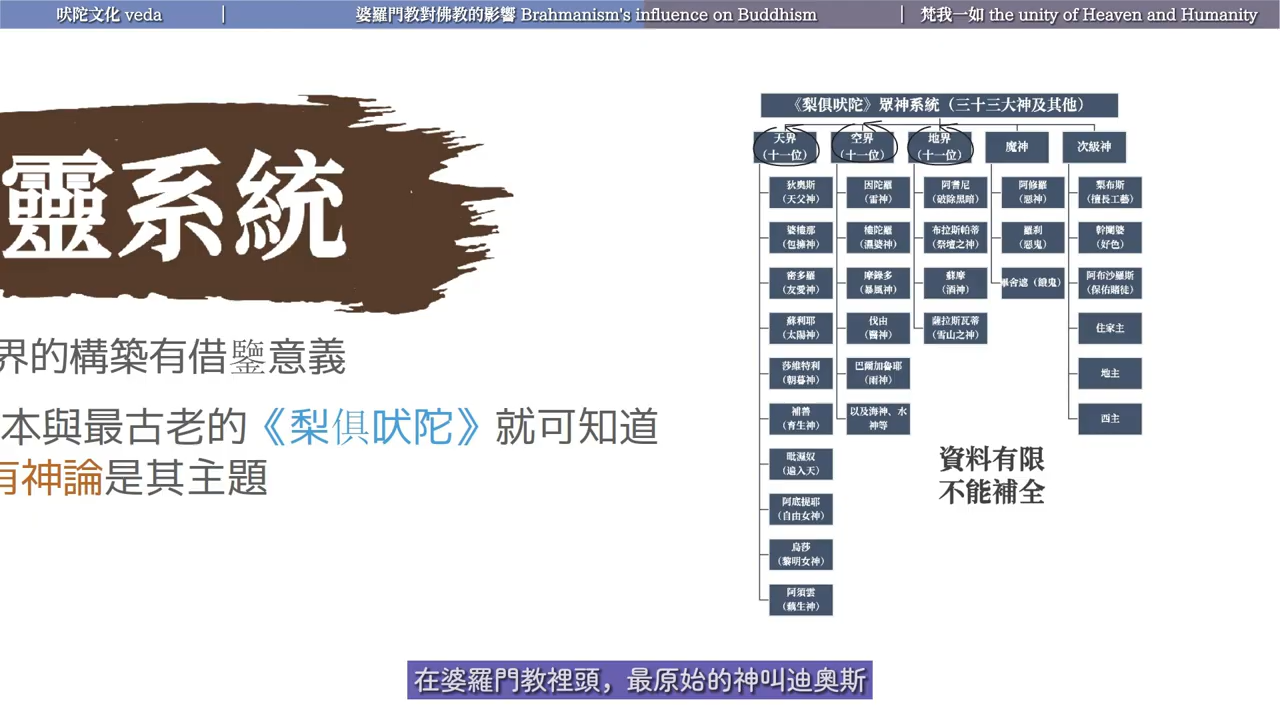 吠陀文化 veda
|
婆羅門教對佛教的影響 Brahmanism's influence on Buddhism
|
梵我一如 the unity of Heaven and Humanity
靈系統
界的構築有借鑒意義
本與最古老的《梨俱吠陀》就可知道
有神論是其主題
《梨俱吠陀》眾神系統（三十三大神及其他）
天界
（十一位）
狄奧斯
（天父神）
婆樓那
（包擁神）
密多羅
（友愛神）
蘇利耶
（太陽神）
莎維特利
（朝暮神）
補善
（育生神）
毗濕奴
（遍入天）
阿底提耶
（自由女神）
烏莎
（黎明女神）
阿須雲
（藕生神）
空界
（十一位）
因陀羅
（雷神）
樓陀羅
（濕婆神）
摩錄多
（暴風神）
伐由
（醫神）
巴爾加魯耶
（雨神）
以及海神、水
神等
地界
（十一位）
阿耆尼
（破除黑暗）
布拉斯帕蒂
（祭壇之神）
蘇摩
（酒神）
薩拉斯瓦蒂
（雪山之神）
魔神
阿修羅
（惡神）
羅剎
（惡鬼）
畢舍遮（餓鬼）
次級神
梨布斯
（擅長工藝）
幹闥婆
（好色）
阿布沙羅斯
（保佑賭徒）
住家主
地主
西主
資料有限
不能補全
在婆羅門教裡頭，最原始的神叫迪奧斯